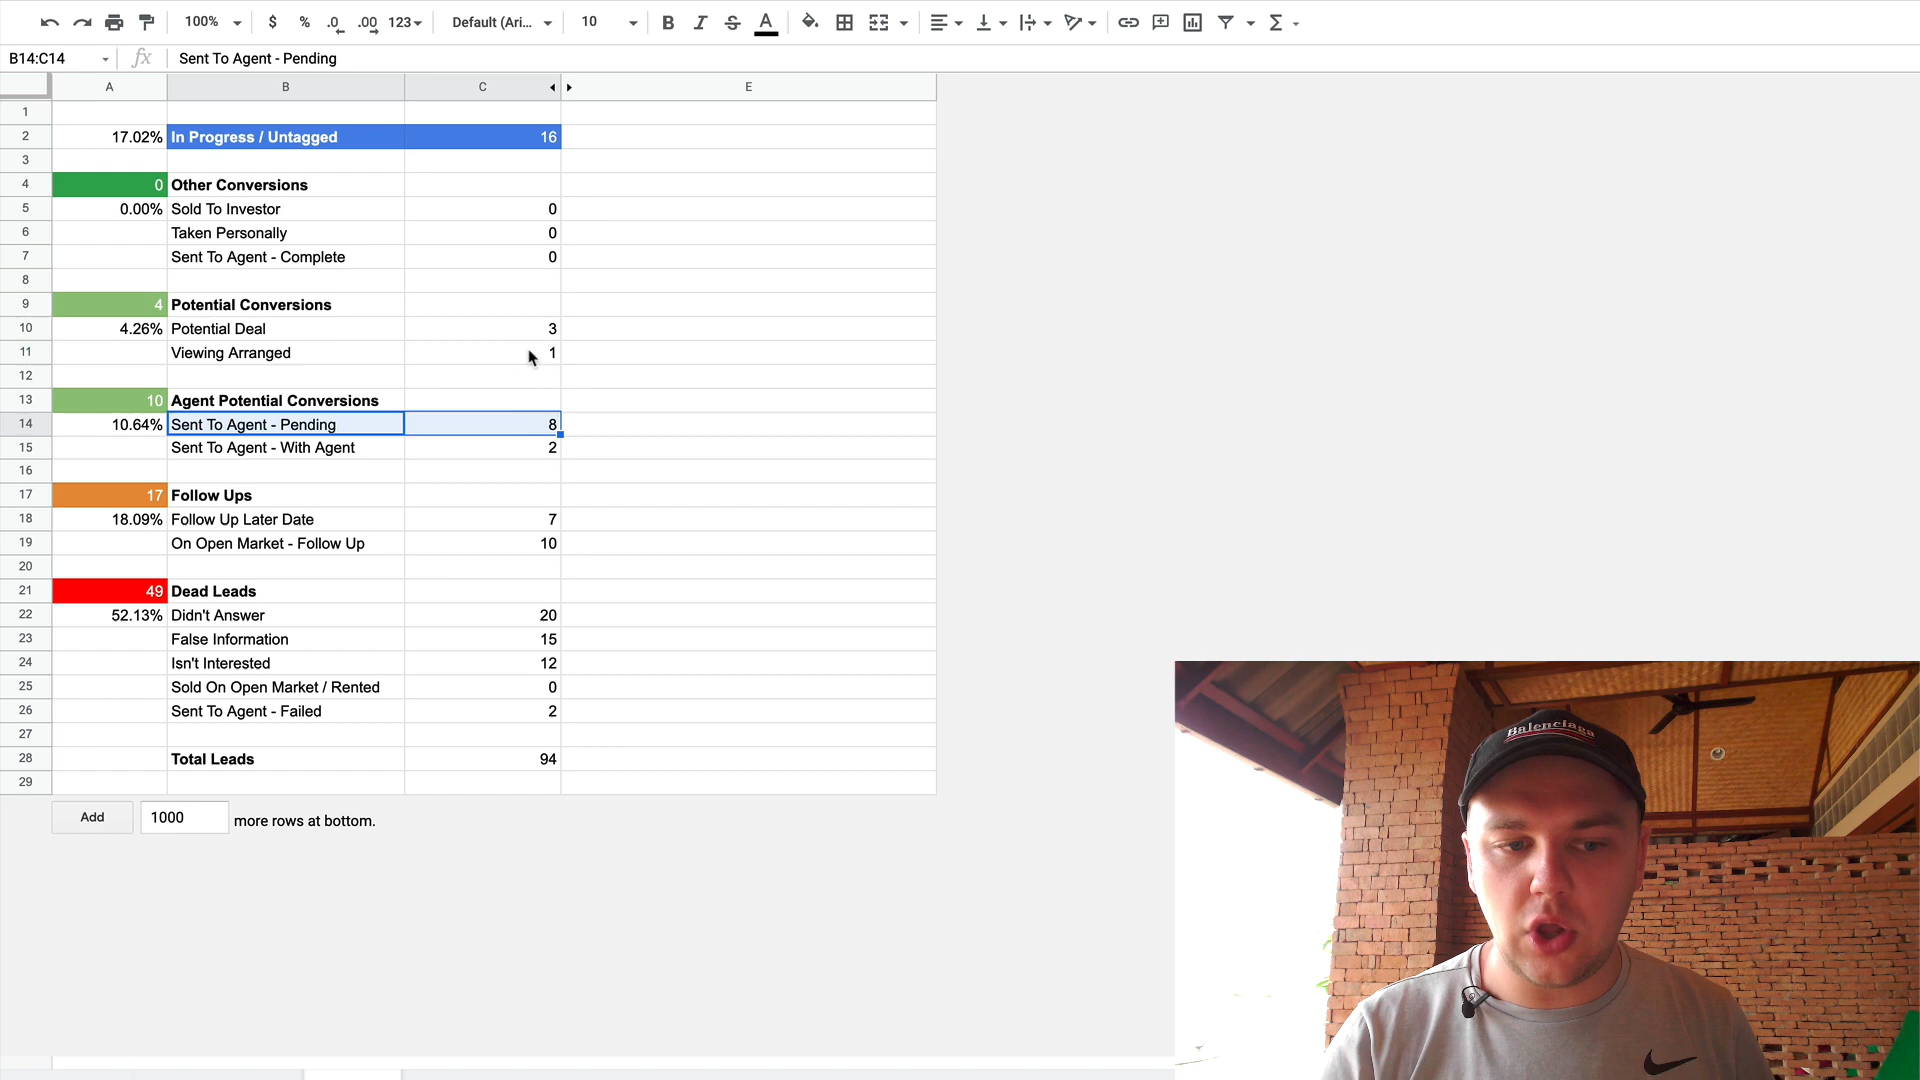 100% $ % .0 .00 123 Default (Ari... 10 B I S A
B14:C14 fx Sent To Agent - Pending
A B C E
1
2 17.02% In Progress / Untagged 16
3
4 0 Other Conversions
5 0.00% Sold To Investor 0
6 Taken Personally 0
7 Sent To Agent - Complete 0
8
9 4 Potential Conversions
10 4.26% Potential Deal 3
11 Viewing Arranged 1
12
13 10 Agent Potential Conversions
14 10.64% Sent To Agent - Pending 8
15 Sent To Agent - With Agent 2
16
17 17 Follow Ups
18 18.09% Follow Up Later Date 7
19 On Open Market - Follow Up 10
20
21 49 Dead Leads
22 52.13% Didn't Answer 20
23 False Information 15
24 Isn't Interested 12
25 Sold On Open Market / Rented 0
26 Sent To Agent - Failed 2
27
28 Total Leads 94
29
Add 1000 more rows at bottom.
Balenciaga